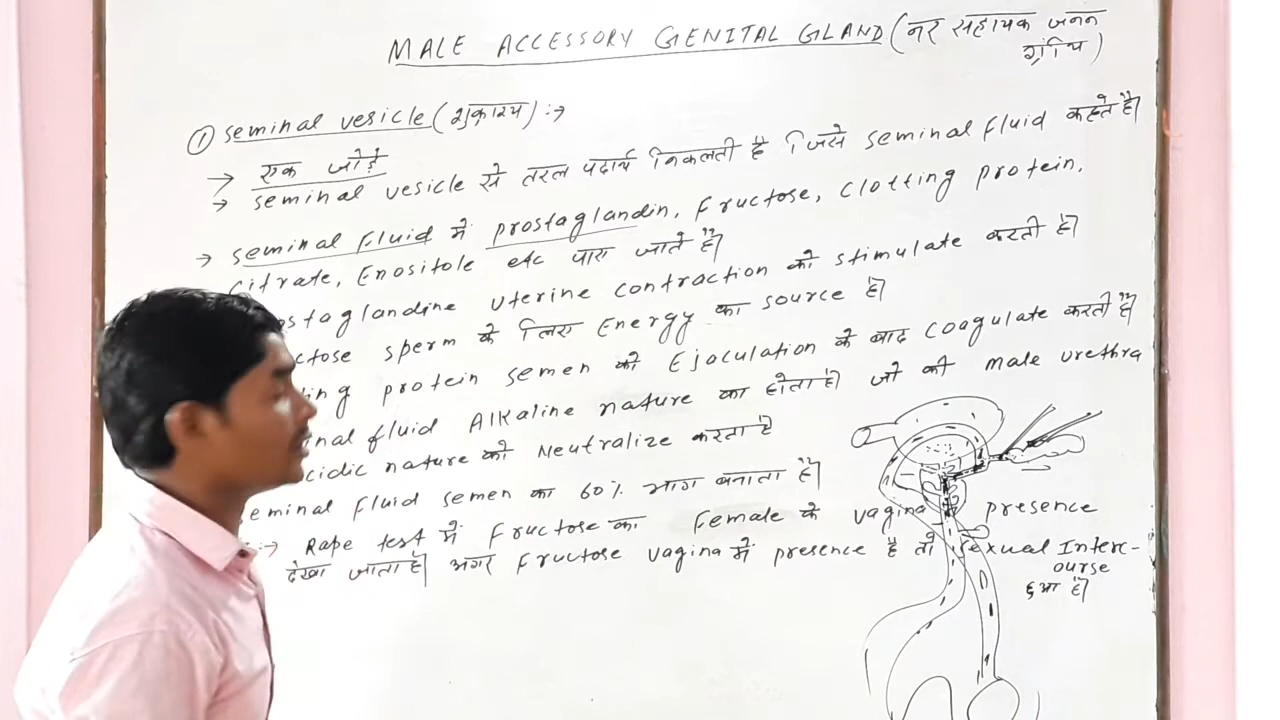 MALE ACCESSORY GENITAL GLAND (नर सहायक जनन
ग्रंथि)
① seminal vesicle (शुक्राशय) :→
→ एक जोड़े
→ seminal vesicle से तरल पदार्थ निकलती है जिसे seminal fluid कहते हैं।
→ seminal fluid में prostaglandin, Fructose, Clotting protein,
citrate, Enositole etc पाए जाते हैं।
staglandine uterine contraction को stimulate करती है।
ctose sperm के लिए Energy का source है।
ing protein semen को Ejaculation के बाद coagulate करती है।
inal fluid Alkaline nature का होता है। जो की male urethra
cidic nature को Neutralize करता है
eminal fluid semen का 60% भाग बनाता है।
:→ Rape test में Fructose का Female के vagina presence
देखा जाता है। अगर Fructose vagina में presence है तो sexual Interc-
ourse
हुआ है।